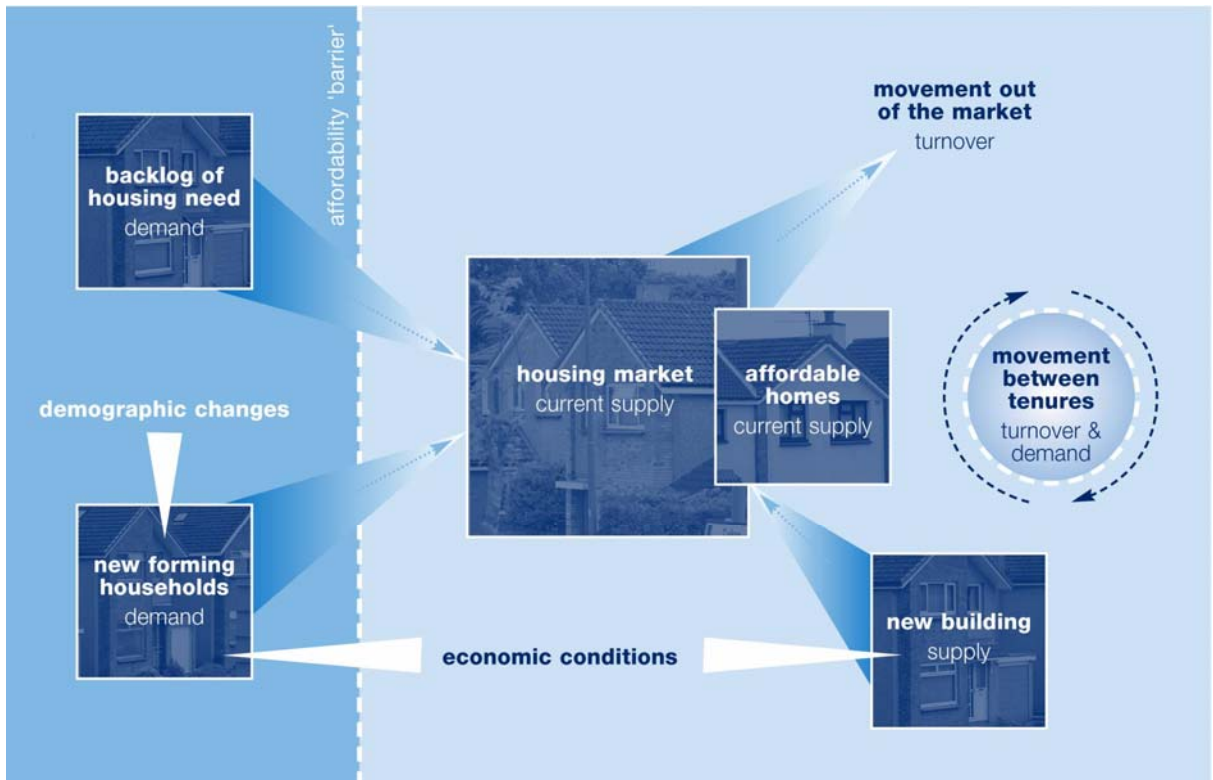 affordability 'barrier'
backlog of
housing need
demand
movement out
of the market
turnover
housing market
current supply
affordable
homes
current supply
movement
between
tenures
turnover &
demand
demographic changes
new forming
households
demand
economic conditions
new building
supply